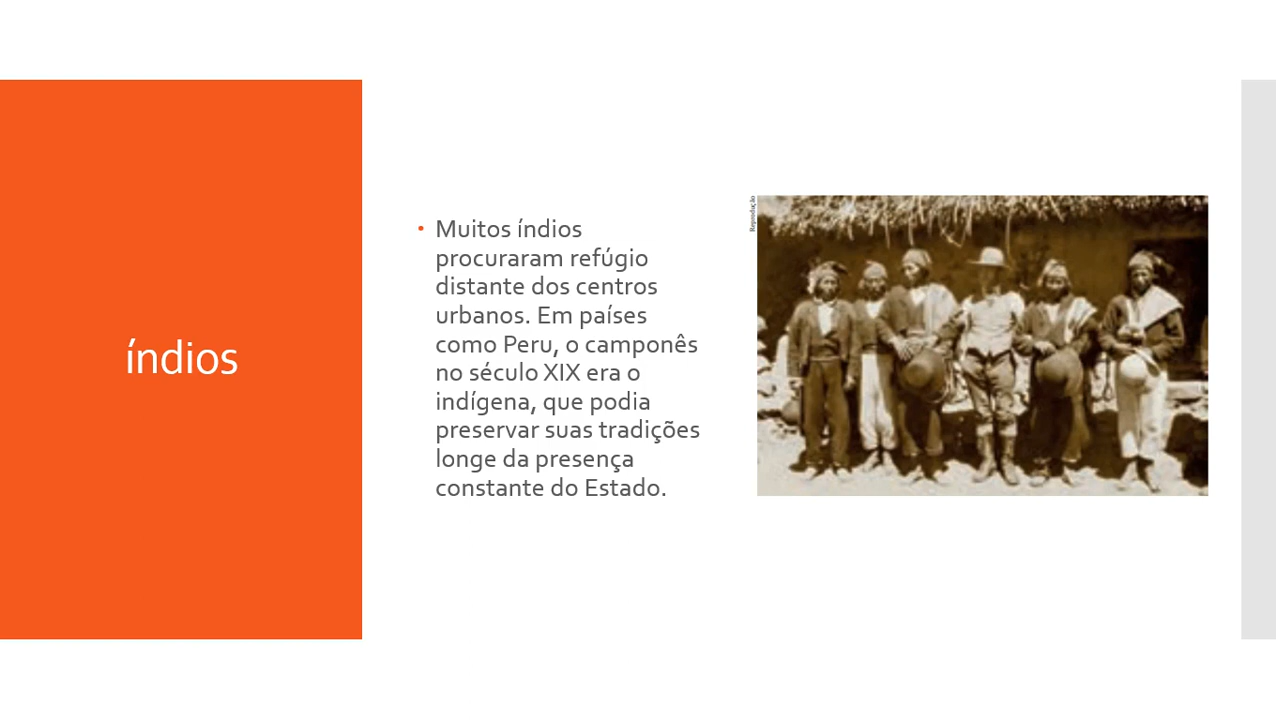 índios
• Muitos índios
procuraram refúgio
distante dos centros
urbanos. Em países
como Peru, o camponês
no século XIX era o
indígena, que podia
preservar suas tradições
longe da presença
constante do Estado.
Reprodução